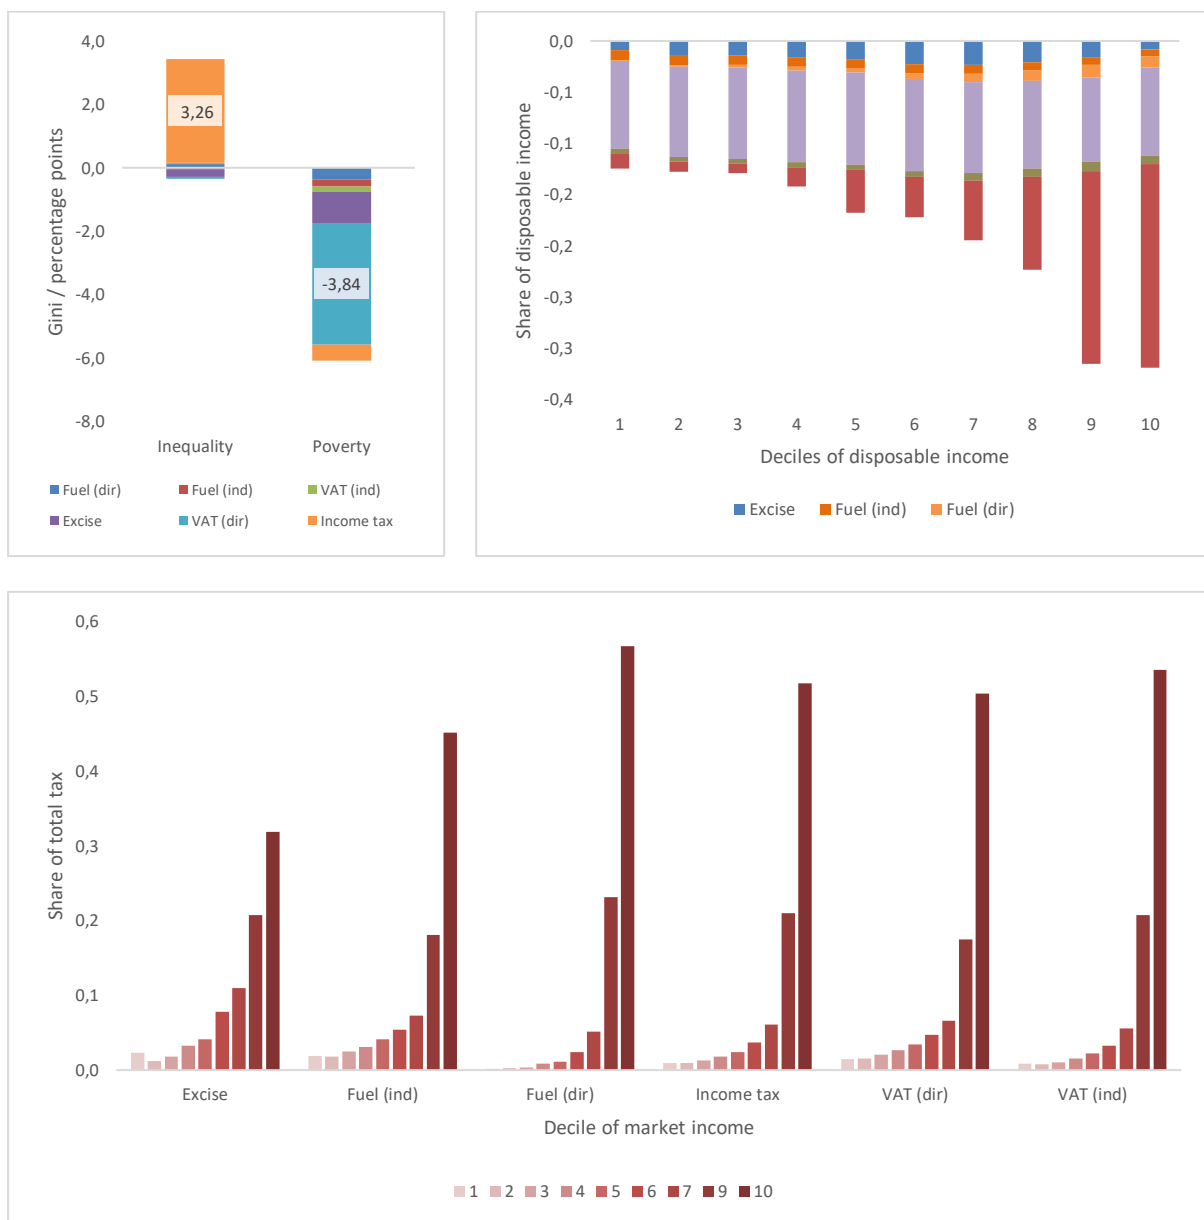 4,0
2,0
0,0
-2,0
-4,0
-6,0
-8,0
Gini / percentage points
3,26
-3,84
Inequality Poverty
Fuel (dir) Fuel (ind) VAT (ind)
Excise VAT (dir) Income tax
0,0
-0,1
-0,1
-0,2
-0,2
-0,3
-0,3
-0,4
Share of disposable income
1 2 3 4 5 6 7 8 9 10
Deciles of disposable income
Excise Fuel (ind) Fuel (dir)
0,6
0,5
0,4
0,3
0,2
0,1
0,0
Share of total tax
Excise Fuel (ind) Fuel (dir) Income tax VAT (dir) VAT (ind)
Decile of market income
1 2 3 4 5 6 7 9 10